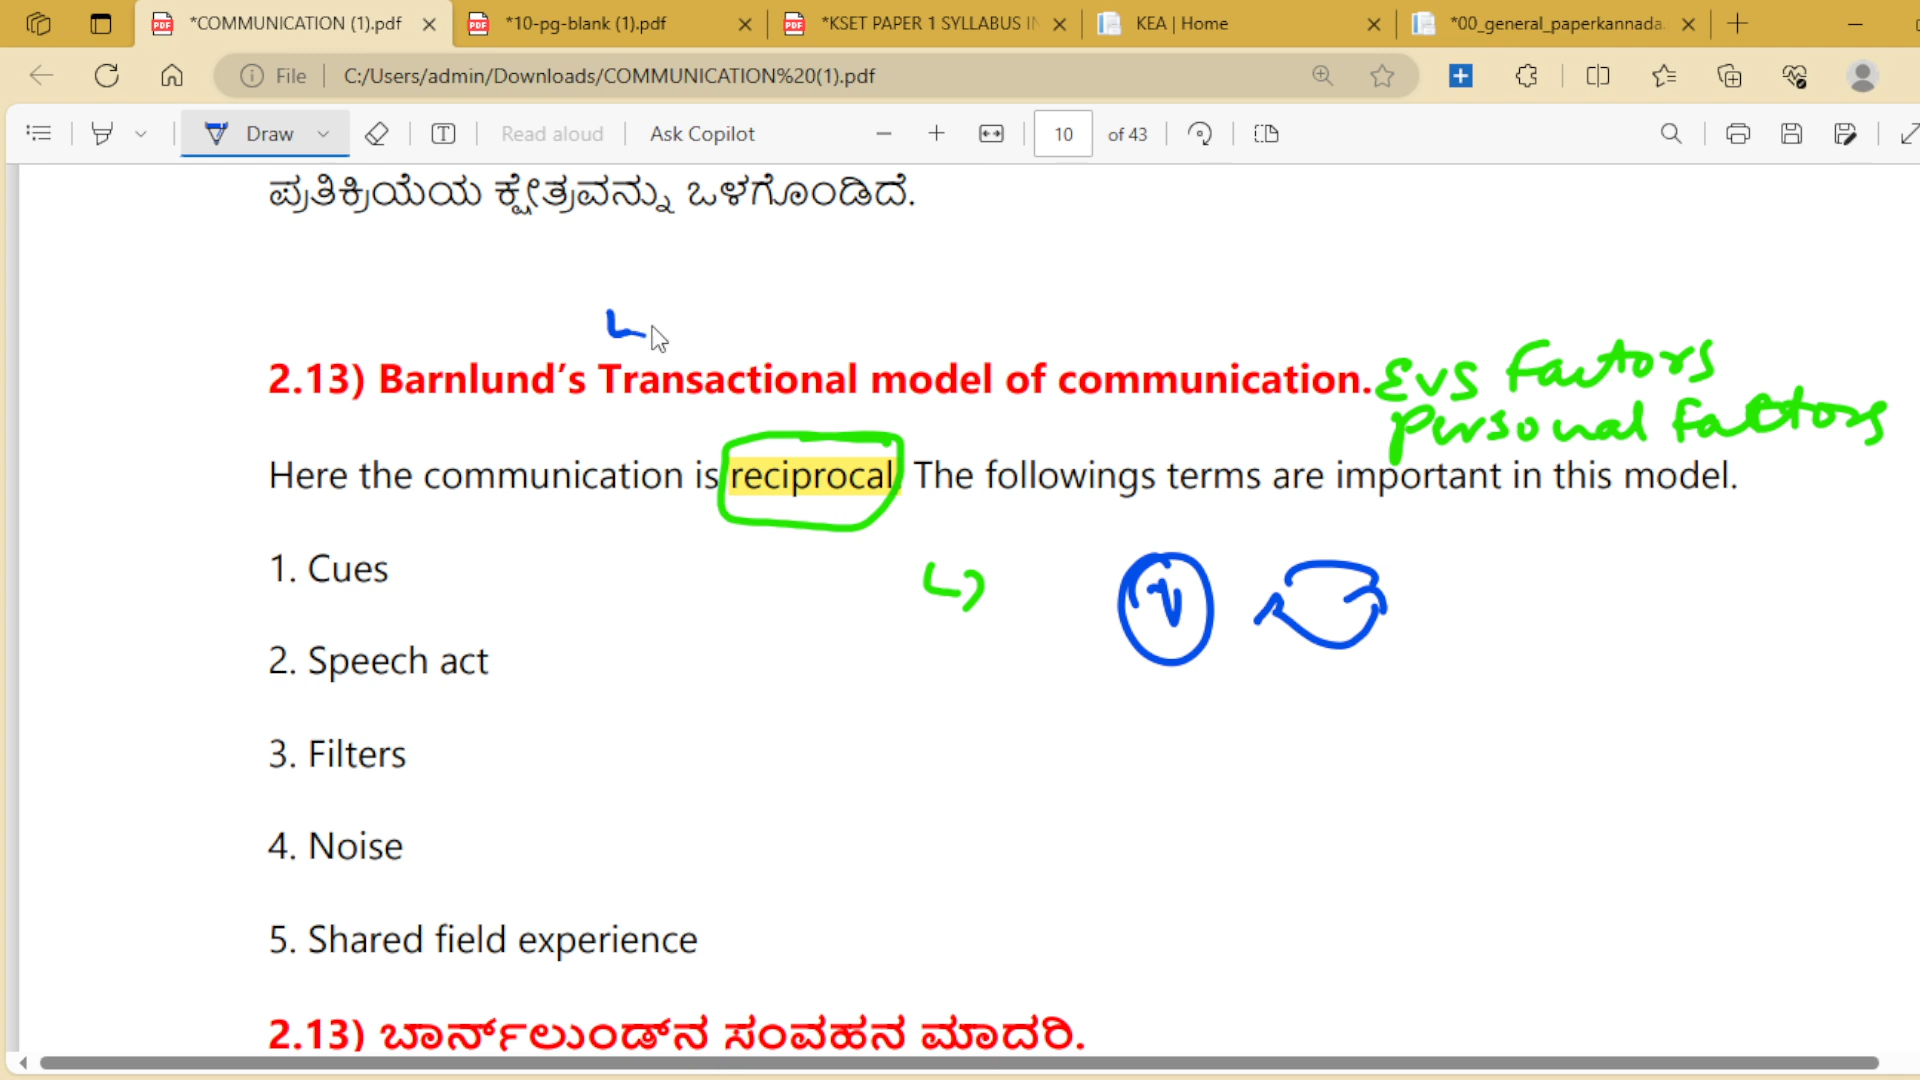 *COMMUNICATION (1).pdf
*10-pg-blank (1).pdf
*KSET PAPER 1 SYLLABUS IN
KEA | Home
*00_general_paperkannada.
File
C:/Users/admin/Downloads/COMMUNICATION%20(1).pdf
Draw
Read aloud
Ask Copilot
10 of 43
ಪ್ರತಿಕ್ರಿಯೆಯ ಕ್ಷೇತ್ರವನ್ನು ಒಳಗೊಂಡಿದೆ.
2.13) Barnlund’s Transactional model of communication.
Evs Factors
Personal Factors
Here the communication is reciprocal. The followings terms are important in this model.
1. Cues
2. Speech act
3. Filters
4. Noise
5. Shared field experience
2.13) ಬಾರ್ನ್‌ಲುಂಡ್‌ನ ಸಂವಹನ ಮಾದರಿ.